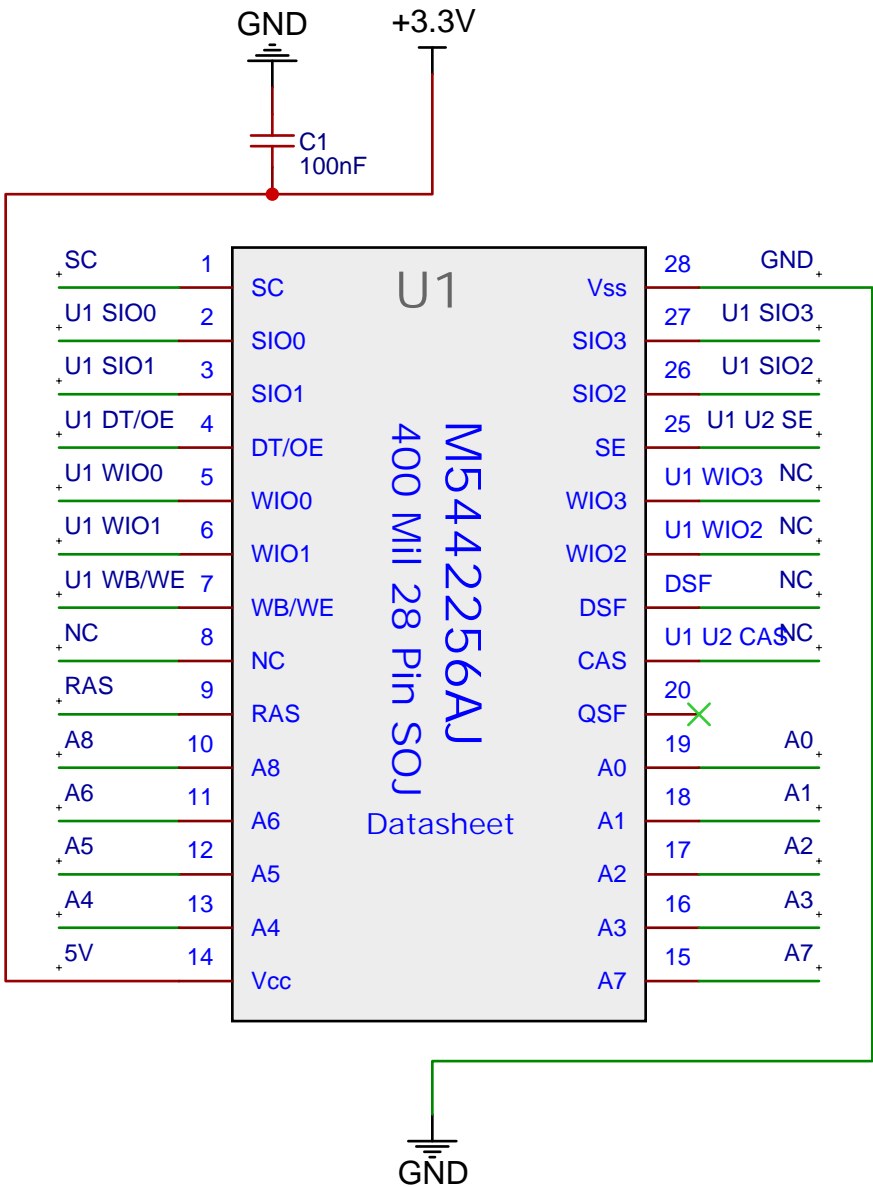 GND
+3.3V
C1
100nF
U1
M5442256AJ
400 Mil 28 Pin SOJ
Datasheet
SC 1 SC
U1 SIO0 2 SIO0
U1 SIO1 3 SIO1
U1 DT/OE 4 DT/OE
U1 WIO0 5 WIO0
U1 WIO1 6 WIO1
U1 WB/WE 7 WB/WE
NC 8 NC
RAS 9 RAS
A8 10 A8
A6 11 A6
A5 12 A5
A4 13 A4
5V 14 Vcc
Vss 28 GND
SIO3 27 U1 SIO3
SIO2 26 U1 SIO2
SE 25 U1 U2 SE
WIO3 U1 WIO3 NC
WIO2 U1 WIO2 NC
DSF DSF NC
CAS U1 U2 CAS NC
QSF 20
A0 19 A0
A1 18 A1
A2 17 A2
A3 16 A3
A7 15 A7
GND